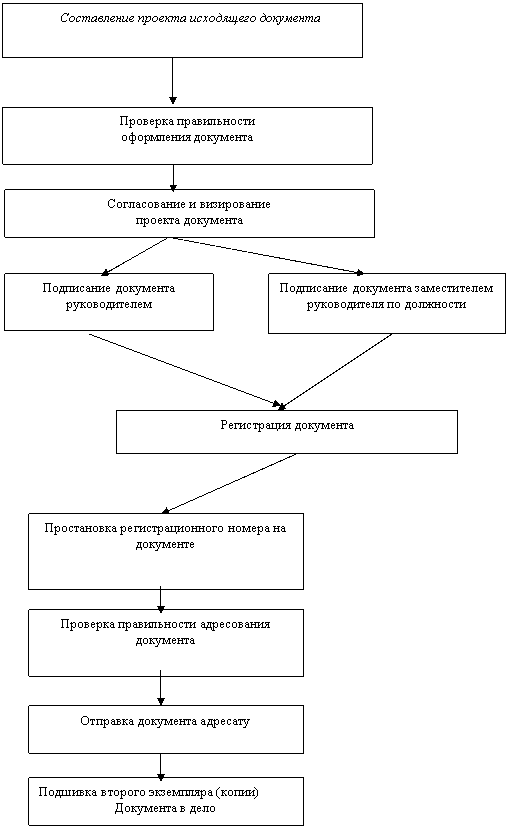 Составление проекта исходящего документа
Проверка правильности
оформления документа
Согласование и визирование
проекта документа
Подписание документа
руководителем
Подписание документа заместителем
руководителя по должности
Регистрация документа
Простановка регистрационного номера на
документе
Проверка правильности адресования
документа
Отправка документа адресату
Подшивка второго экземпляра (копии)
Документа в дело